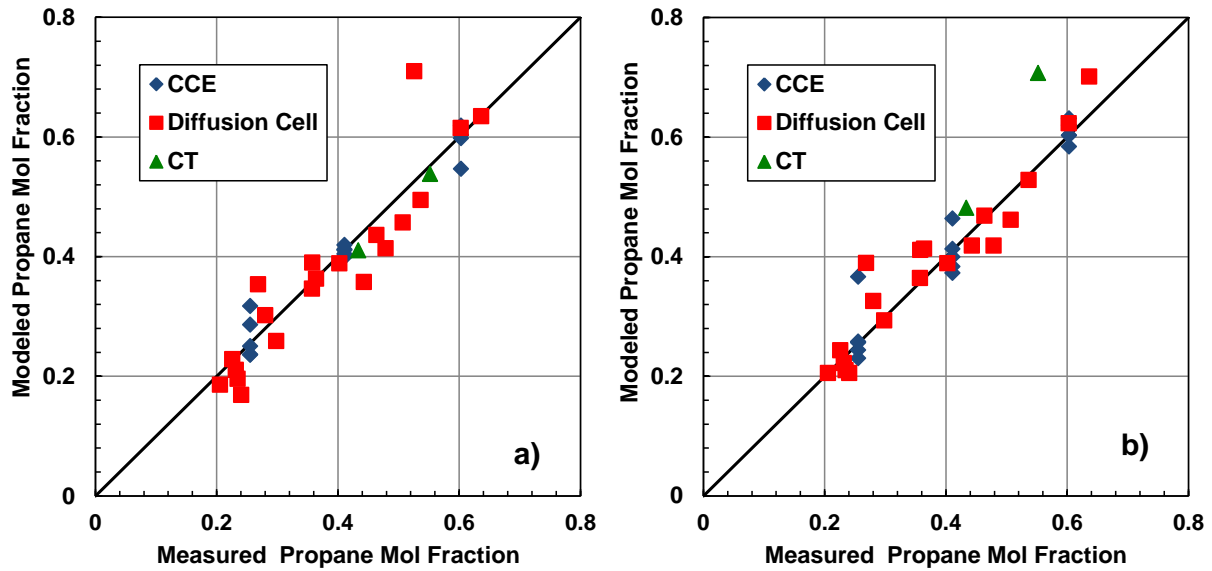 Modeled Propane Mol Fraction
0.8
0.6
0.4
0.2
0
CCE
Diffusion Cell
CT
a)
0 0.2 0.4 0.6 0.8
Measured Propane Mol Fraction
Modeled Propane Mol Fraction
0.8
0.6
0.4
0.2
0
CCE
Diffusion Cell
CT
b)
0 0.2 0.4 0.6 0.8
Measured Propane Mol Fraction